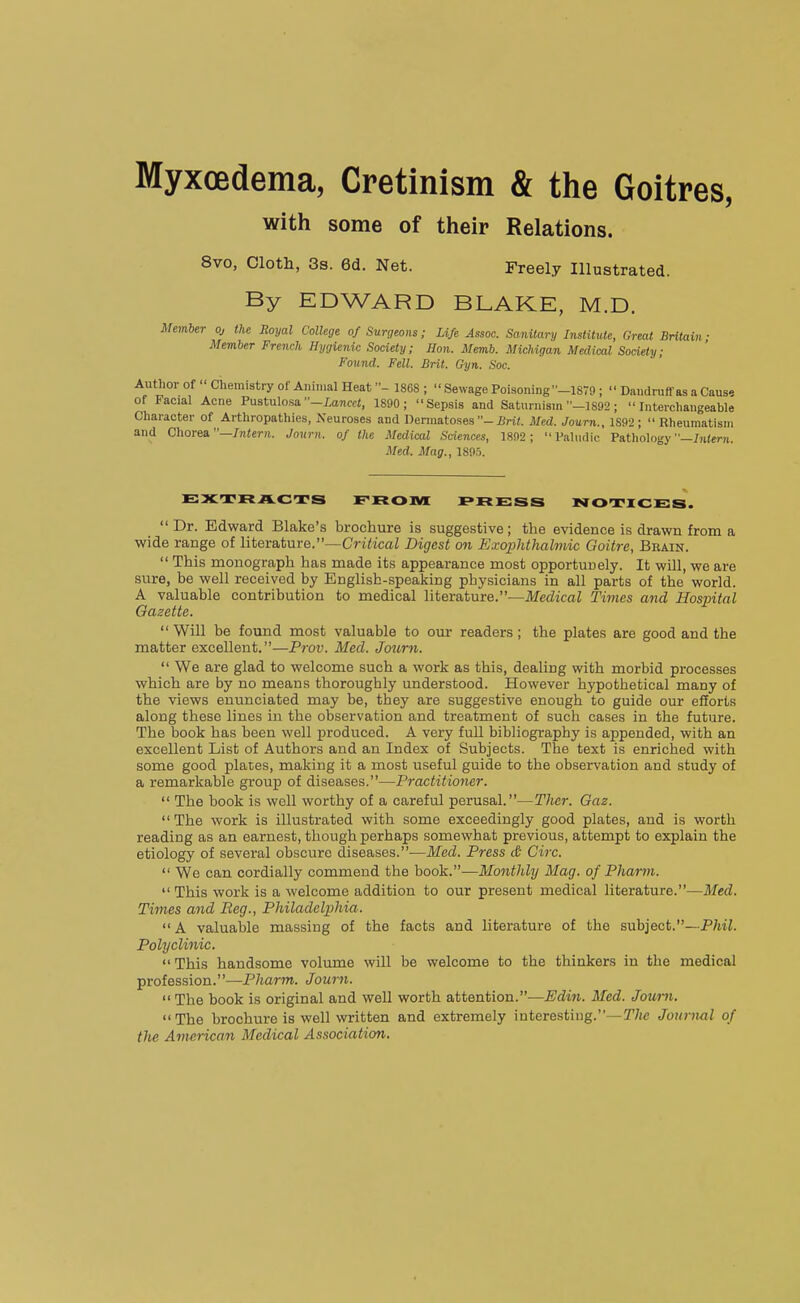 Myxœdema, Cretinism & the Goitres,
with some of their Relations.
8vo, Cloth, 3s. 6d. Net. Freely Illustrated.
By EDWARD BLAKE, M.D.
Member oj the Royal College of Surgeons; Life Assoc. Sanitary Institute, Great Britain;
Member French Hygienic Society; Hon. Memb. Michigan Medical Society;
Found. Fell. Brit. Gyn. Soc.
Author of “ Chemistry of Animal Heat ”- 1868 ; “ Sewage Poisoning”—1879 ; “ Dandruff as a Cause
of Facial Acne Pustulosa”—Lancet, 1890; “Sepsis and Saturnism”—1892; “Interchangeable
Character of Arthropathies, Neuroses and Dermatoses”—Brit. Med. Journ., 1892; “ Rheumatism
and Chorea”—Intern. Journ. of the Medical Sciences, 1892; “Paludic Pathology”—Intern.
Med. Mag., 1895.
EXTRACTS FROM PRESS NOTICES.
“ Dr. Edward Blake’s brochure is suggestive; the evidence is drawn from a
wide range of literature.”—Critical Digest on Exophthalmic Goitre, Brain.
“ This monograph has made its appearance most opportunely. It will, we are
sure, be well received by English-speaking physicians in all parts of the world.
A valuable contribution to medical literature.”—Medical Times and Hospital
Gazette.
“ Will be found most valuable to our readers ; the plates are good and the
matter excellent.”—Prov. Med. Journ.
“ We are glad to welcome such a work as this, dealing with morbid processes
which are by no means thoroughly understood. However hypothetical many of
the views enunciated may be, they are suggestive enough to guide our efforts
along these lines in the observation and treatment of such cases in the future.
The book has been well produced. A very full bibliography is appended, with an
excellent List of Authors and an Index of Subjects. The text is enriched with
some good plates, making it a most useful guide to the observation and study of
a remarkable group of diseases.”—Practitioner.
“ The book is well worthy of a careful perusal.”—Ther. Gaz.
“ The work is illustrated with some exceedingly good plates, and is worth
reading as an earnest, though perhaps somewhat previous, attempt to explain the
etiology of several obscure diseases.”—Med. Press & Circ.
“ We can cordially commend the book.”—Monthly Mag. of Pharm.
“ This work is a welcome addition to our present medical literature.”—Med.
Times and Reg., Philadelphia.
“A valuable massing of the facts and literature of the subject.”—Phil.
Polyclinic.
“ This handsome volume will be welcome to the thinkers in the medical
profession.”—Pharm. Journ.
“ The book is original and well worth attention.”—Edin. Med. Journ.
“ The brochure is well written and extremely interesting.”—The Journal of
the American Medical Association.